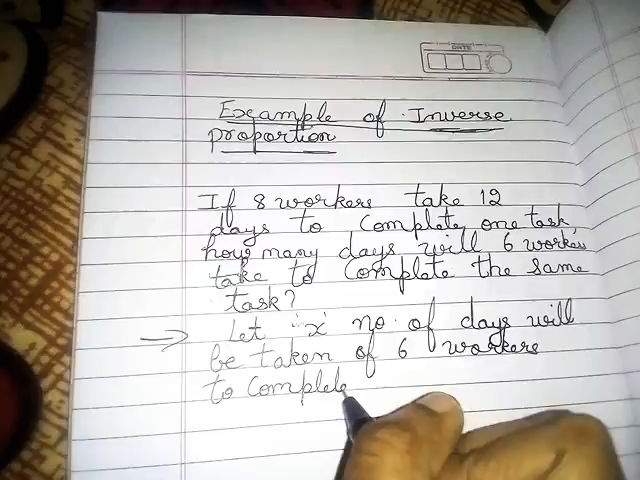 DATE
Example of Inverse
proportion
If 8 workers take 12
days to complete one task
how many days will 6 workers
take to complete the same
task?
→ Let 'x' no. of days will
be taken of 6 workers
to complete